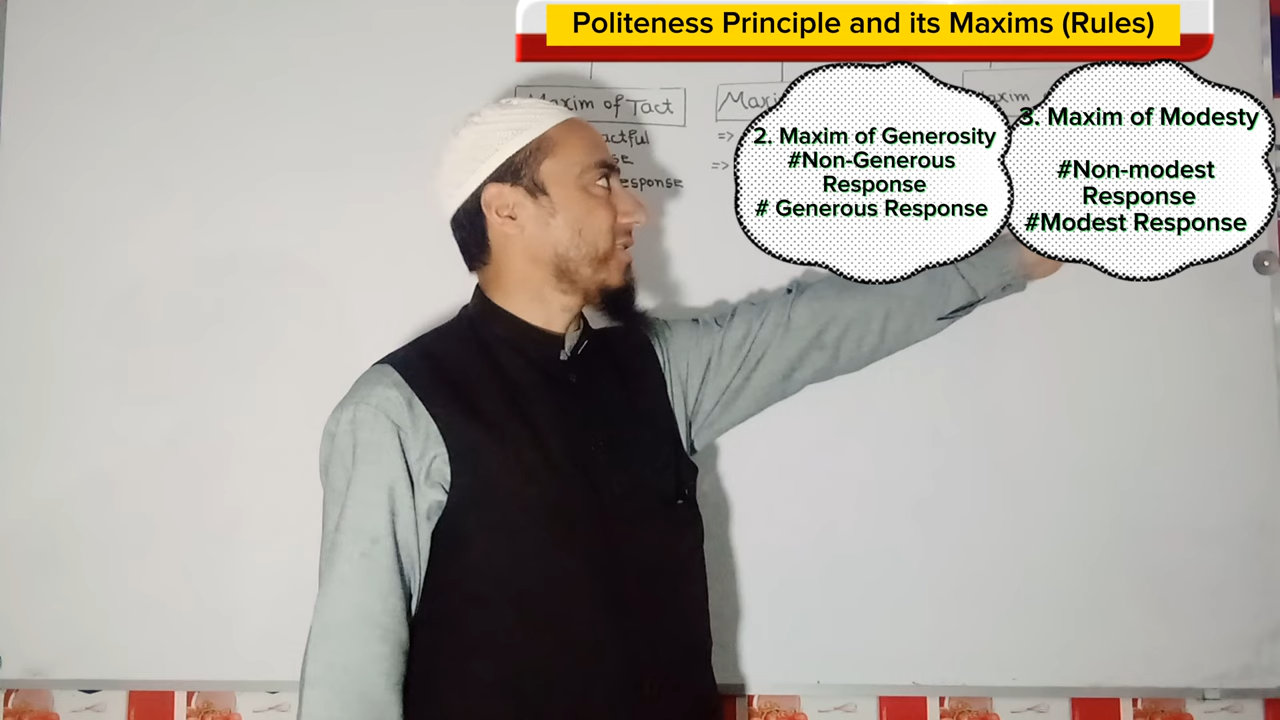 Politeness Principle and its Maxims (Rules)
Maxim of Tact
2. Maxim of Generosity
#Non-Generous
Response
# Generous Response
3. Maxim of Modesty
#Non-modest
Response
#Modest Response